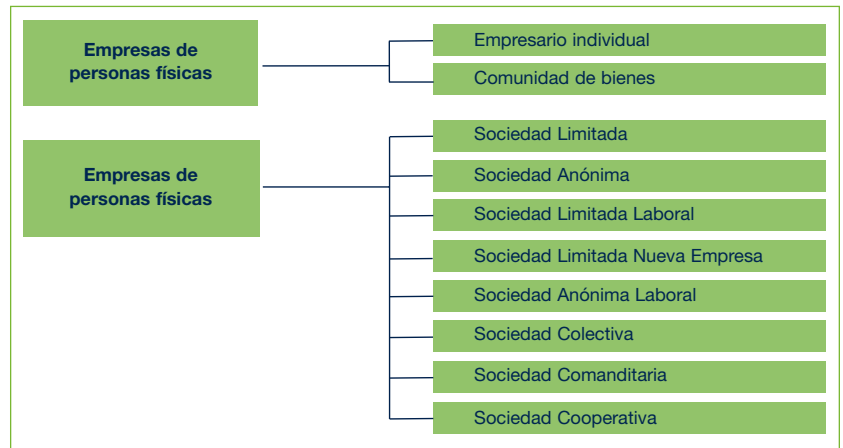 Empresas de
personas físicas
Empresario individual
Comunidad de bienes
Empresas de
personas físicas
Sociedad Limitada
Sociedad Anónima
Sociedad Limitada Laboral
Sociedad Limitada Nueva Empresa
Sociedad Anónima Laboral
Sociedad Colectiva
Sociedad Comanditaria
Sociedad Cooperativa